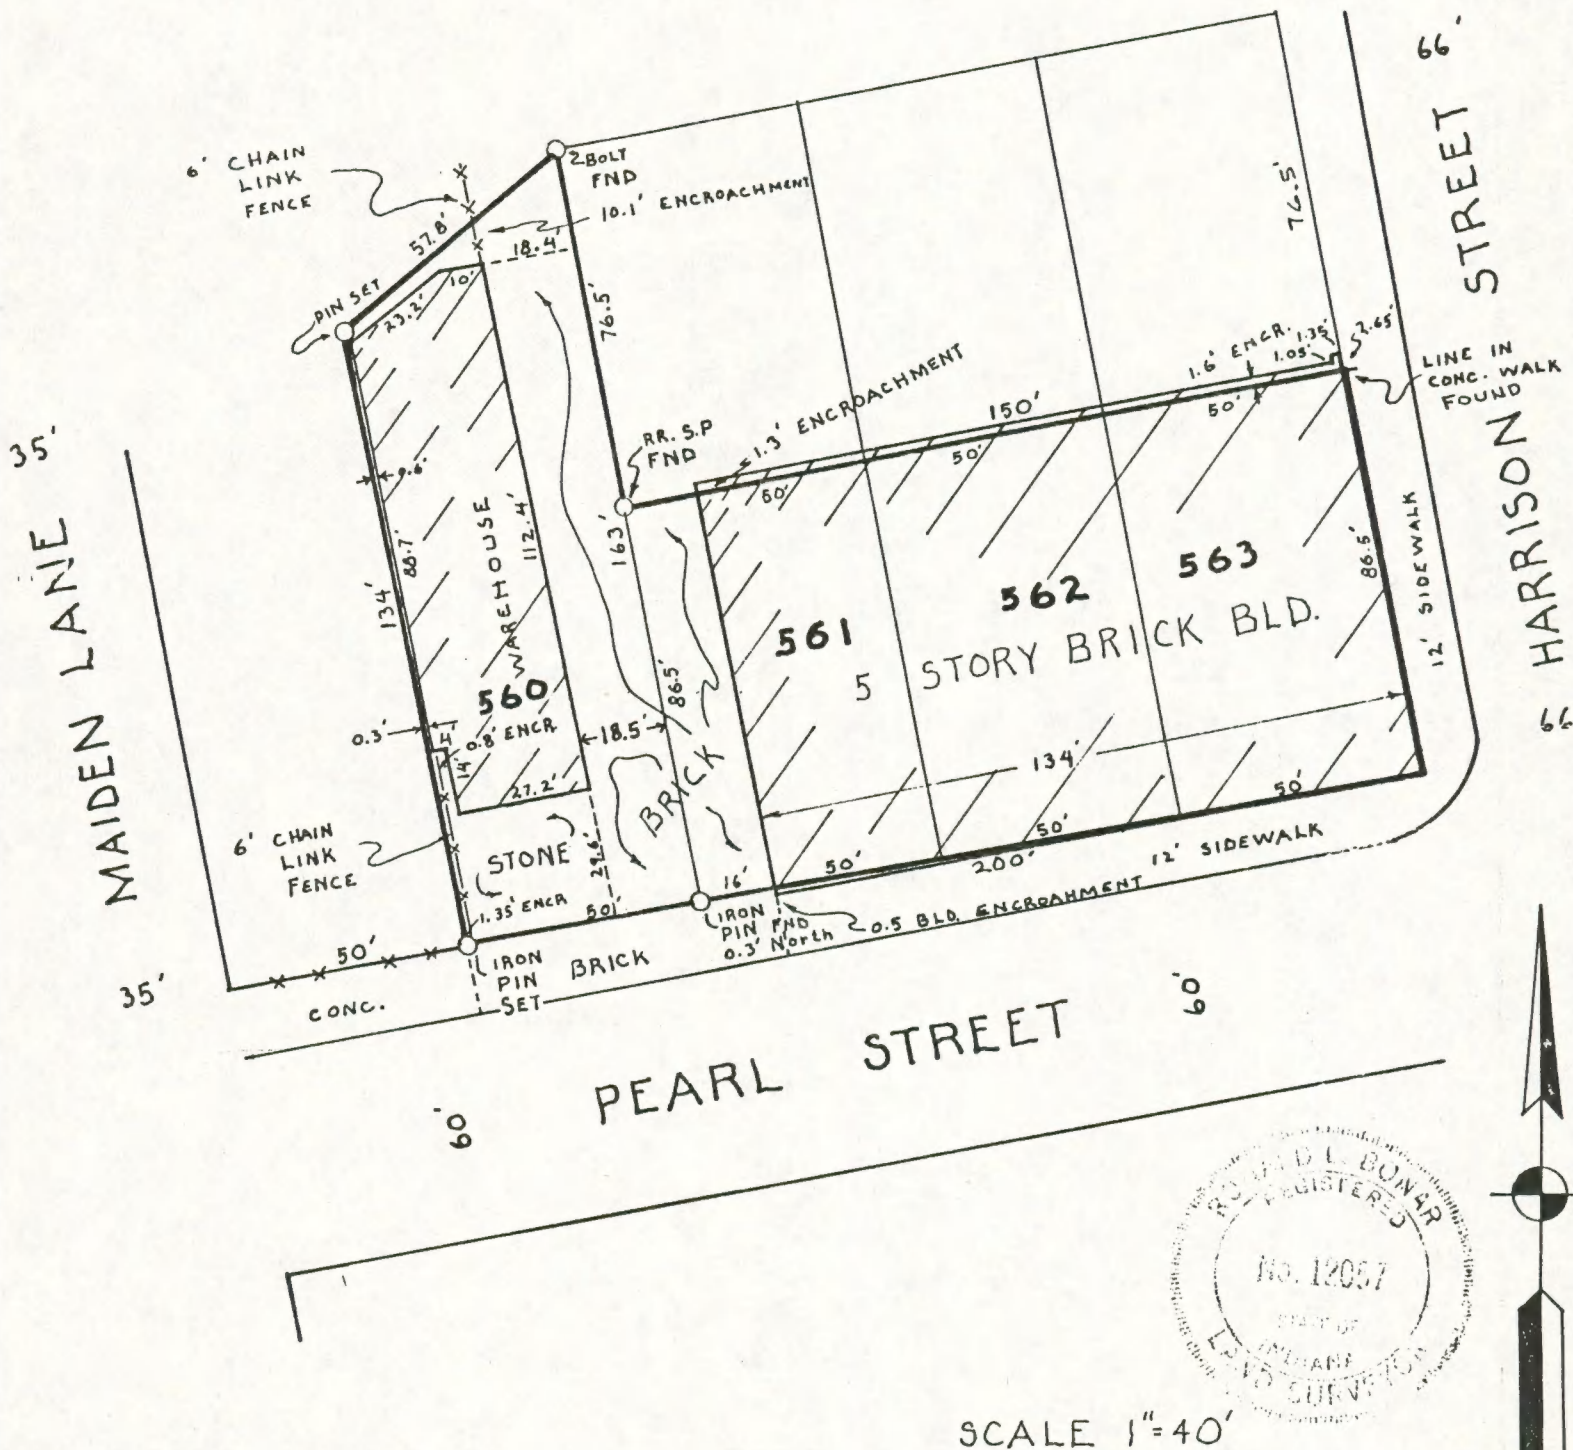 66'
6' CHAIN
LINK
FENCE
BOLT
FND
10.1' ENCROACHMENT
57.8'
18.4'
10'
PIN SET
23.2'
76.5'
76.5'
STREET
HARRISON
66
1.6' ENCR.
1.35'
1.05'
2.65'
LINE IN
CONC. WALK
FOUND
1.3' ENCROACHMENT
150'
50'
50'
50'
RR. S.P
FND
35'
MAIDEN LANE
35'
88.7'
134'
WAREHOUSE
112.4'
163'
560
561
562
563
5 STORY BRICK BLD.
86.5'
86.5'
12' SIDEWALK
0.3'
4'
0.8' ENCR
14'
18.5'
27.2'
BRICK
134'
6' CHAIN
LINK
FENCE
STONE
1.35' ENCR
50'
16'
50'
50'
50'
200'
12' SIDEWALK
0.5 BLD. ENCROAHMENT
IRON
PIN FND
0.3' North
50'
CONC.
IRON
PIN
SET
BRICK
PEARL STREET
60'
60'
L. BOWAR
REGISTERED
No. 12057
STATE OF
INDIANA
LAND SURVEYOR
SCALE 1"=40'